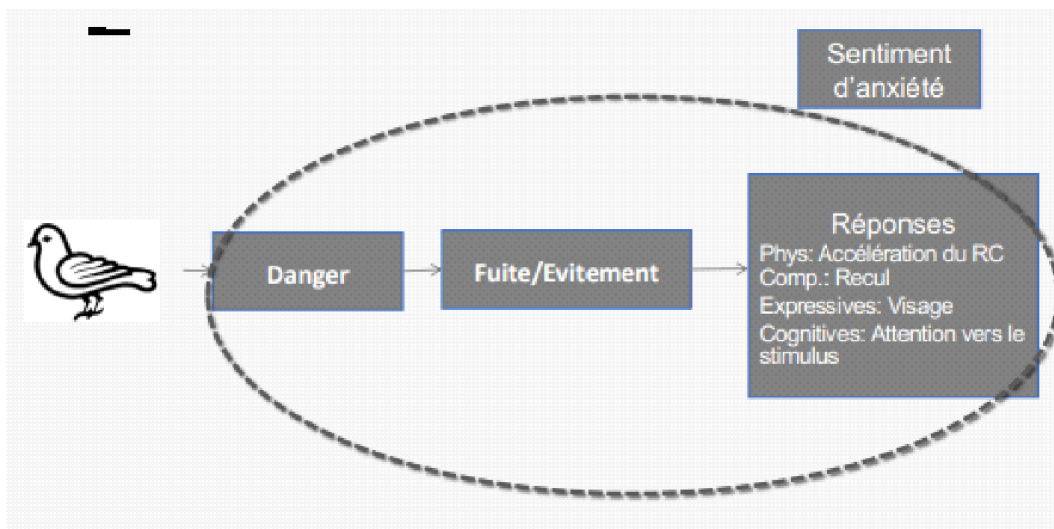 Sentiment
d'anxiété
Danger
Fuite/Evitement
Réponses
Phys: Accélération du RC
Comp.: Recul
Expressives: Visage
Cognitives: Attention vers le
stimulus